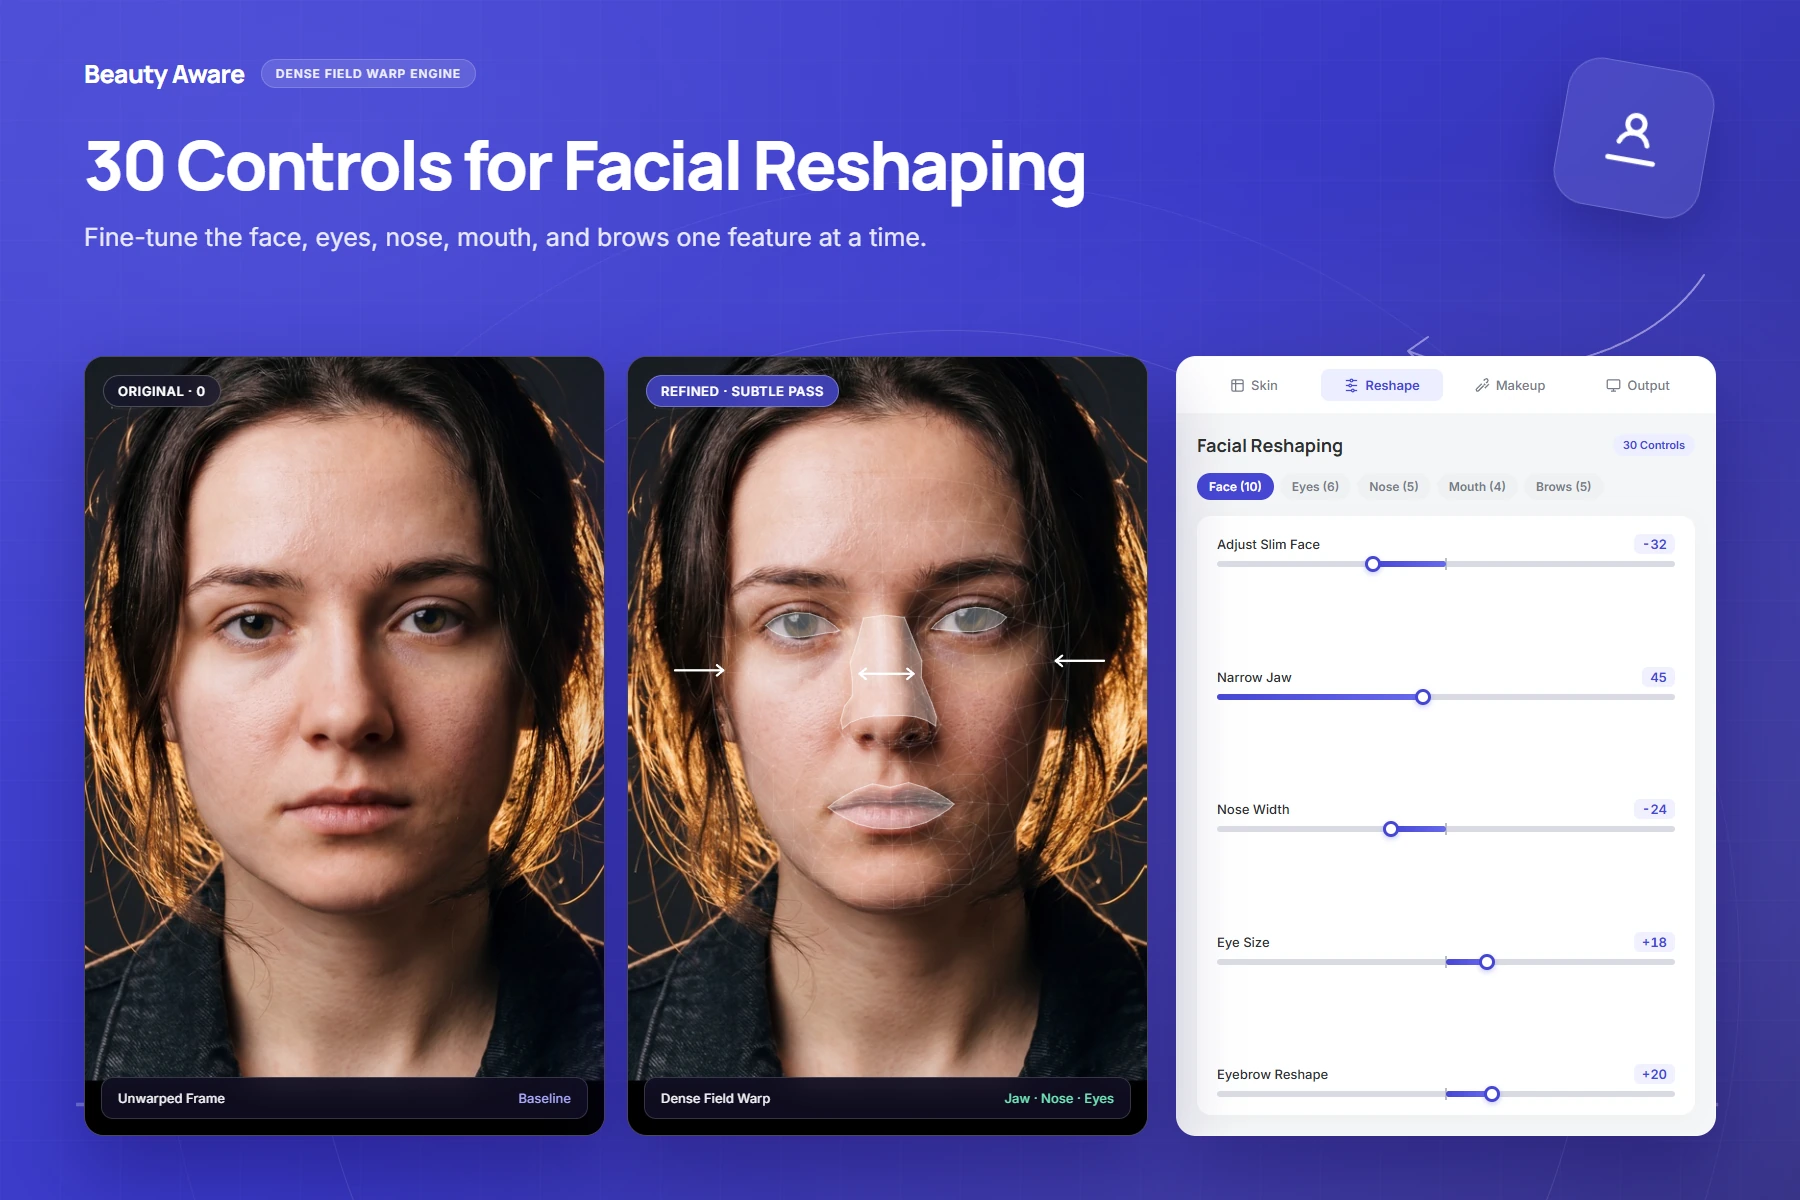 Beauty Aware
DENSE FIELD WARP ENGINE
30 Controls for Facial Reshaping
Fine-tune the face, eyes, nose, mouth, and brows one feature at a time.
ORIGINAL · 0
Unwarped Frame
Baseline
REFINED · SUBTLE PASS
Dense Field Warp
Jaw · Nose · Eyes
Skin
Reshape
Makeup
Output
Facial Reshaping
30 Controls
Face (10)
Eyes (6)
Nose (5)
Mouth (4)
Brows (5)
Adjust Slim Face
-32
Narrow Jaw
45
Nose Width
-24
Eye Size
+18
Eyebrow Reshape
+20